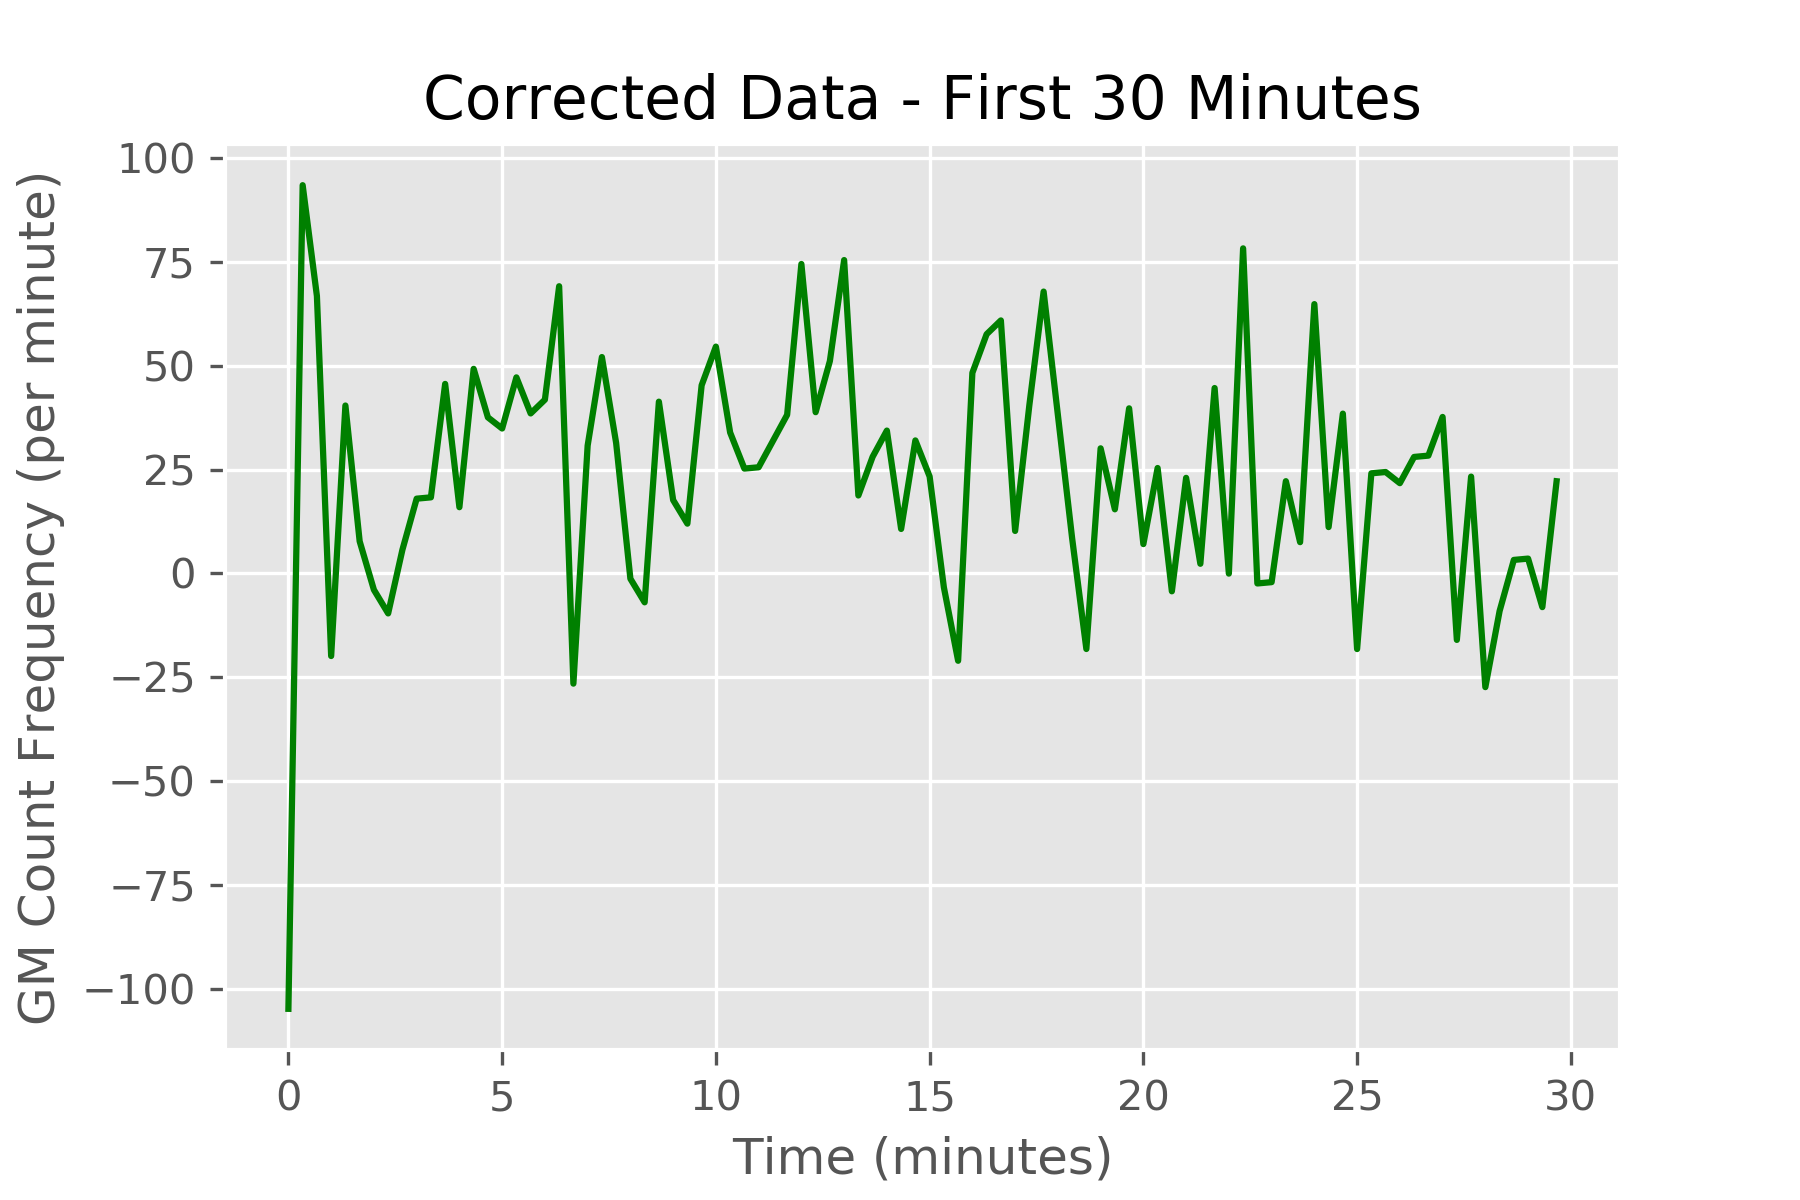 Corrected Data - First 30 Minutes
GM Count Frequency (per minute)
100
75
50
25
0
−25
−50
−75
−100
0 5 10 15 20 25 30
Time (minutes)